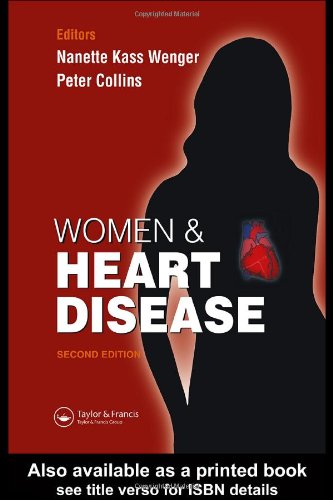 Editors
Nanette Kass Wenger
Peter Collins
WOMEN &
HEART
DISEASE
SECOND EDITION
Taylor & Francis
Taylor & Francis Group
Also available as a printed book
see title verso for ISBN details